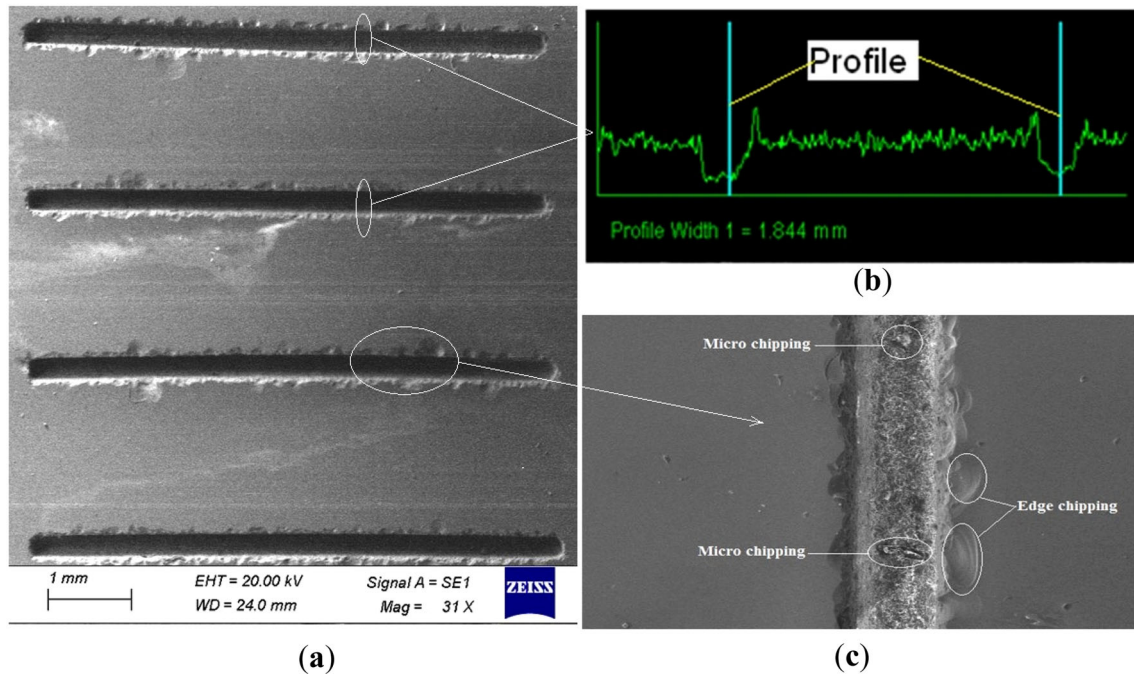 1 mm
EHT = 20.00 kV
Signal A = SE1
WD = 24.0 mm
Mag = 31 X
ZEISS
(a)
Profile
Profile Width 1 = 1.844 mm
(b)
Micro chipping
Edge chipping
Micro chipping
(c)